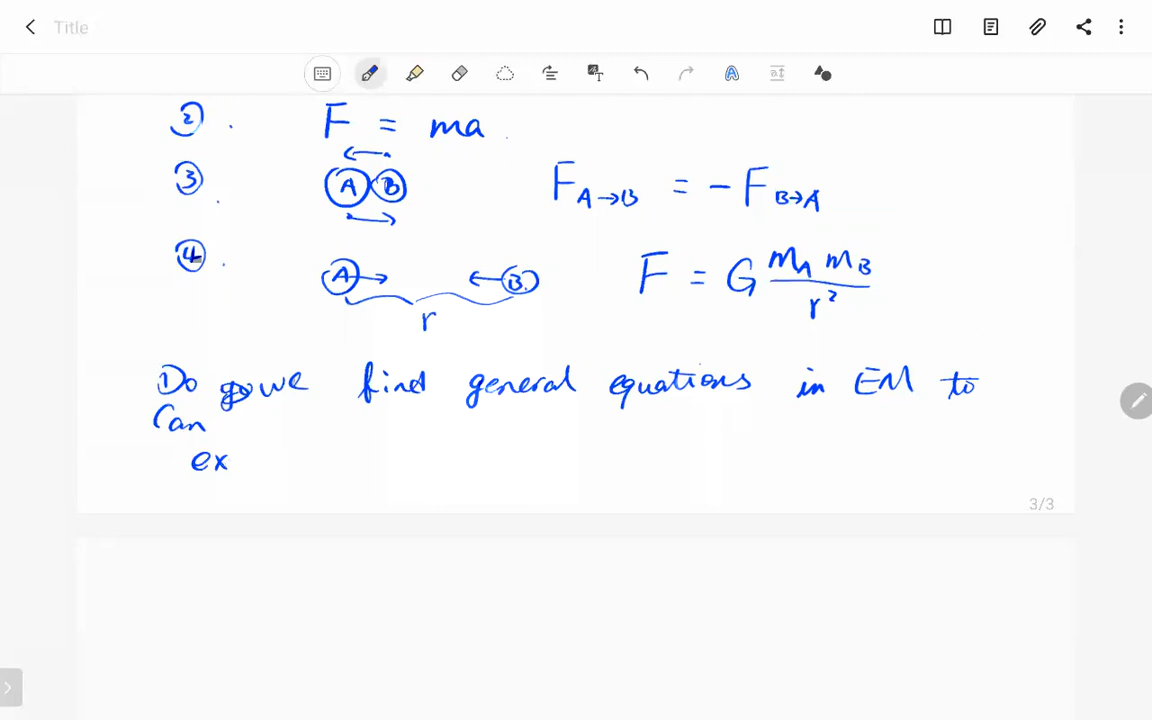 Title
② . F = ma
③ . A B F A→B = - F B→A
④ . A B r F = G mA mB / r²
Do we find general equations in EM to
Can
ex
3/3